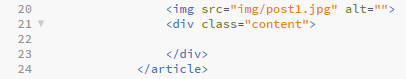 20 <img src="img/post1.jpg" alt="">
21 <div class="content">
22
23 </div>
24 </article>